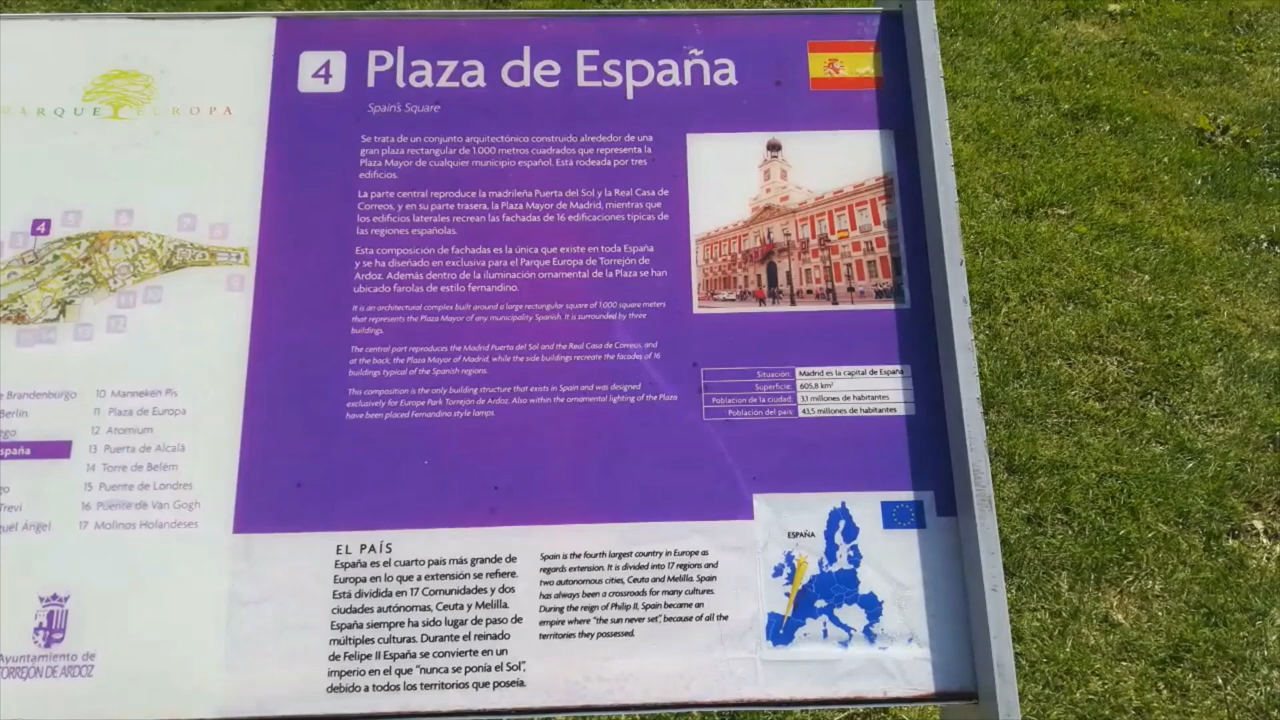 PARQUE EUROPA
4
Brandenburgo
Berlin
España
Trevi
Ángel
10 Manneken Pis
11 Plaza de Europa
12 Atomium
13 Puerta de Alcalá
14 Torre de Belém
15 Puente de Londres
16 Puente de Van Gogh
17 Molinos Holandeses
Ayuntamiento de
TORREJÓN DE ARDOZ
4 Plaza de España
Spain's Square
Se trata de un conjunto arquitectónico construido alrededor de una
gran plaza rectangular de 1.000 metros cuadrados que representa la
Plaza Mayor de cualquier municipio español. Está rodeada por tres
edificios.
La parte central reproduce la madrileña Puerta del Sol y la Real Casa de
Correos, y en su parte trasera, la Plaza Mayor de Madrid, mientras que
los edificios laterales recrean las fachadas de 16 edificaciones típicas de
las regiones españolas.
Esta composición de fachadas es la única que existe en toda España
y se ha diseñado en exclusiva para el Parque Europa de Torrejón de
Ardoz. Además dentro de la iluminación ornamental de la Plaza se han
ubicado farolas de estilo fernandino.
It is an architectural complex built around a large rectangular square of 1.000 square meters
that represents the Plaza Mayor of any municipality Spanish. It is surrounded by three
buildings.
The central part reproduces the Madrid Puerta del Sol and the Real Casa de Correos, and
at the back, the Plaza Mayor of Madrid, while the side buildings recreate the facades of 16
buildings typical of the Spanish regions.
This composition is the only building structure that exists in Spain and was designed
exclusively for Europe Park Torrejón de Ardoz. Also within the ornamental lighting of the Plaza
have been placed Fernandino style lamps.
Situación: Madrid es la capital de España
Superficie: 605,8 km²
Poblacion de la ciudad: 3,1 millones de habitantes
Población del país: 43,5 millones de habitantes
EL PAÍS
España es el cuarto país más grande de
Europa en lo que a extensión se refiere.
Está dividida en 17 Comunidades y dos
ciudades autónomas, Ceuta y Melilla.
España siempre ha sido lugar de paso de
múltiples culturas. Durante el reinado
de Felipe II España se convierte en un
imperio en el que "nunca se ponía el Sol",
debido a todos los territorios que poseía.
Spain is the fourth largest country in Europe as
regards extension. It is divided into 17 regions and
two autonomous cities, Ceuta and Melilla. Spain
has always been a crossroads for many cultures.
During the reign of Philip II, Spain became an
empire where "the sun never set", because of all the
territories they possessed.
ESPAÑA